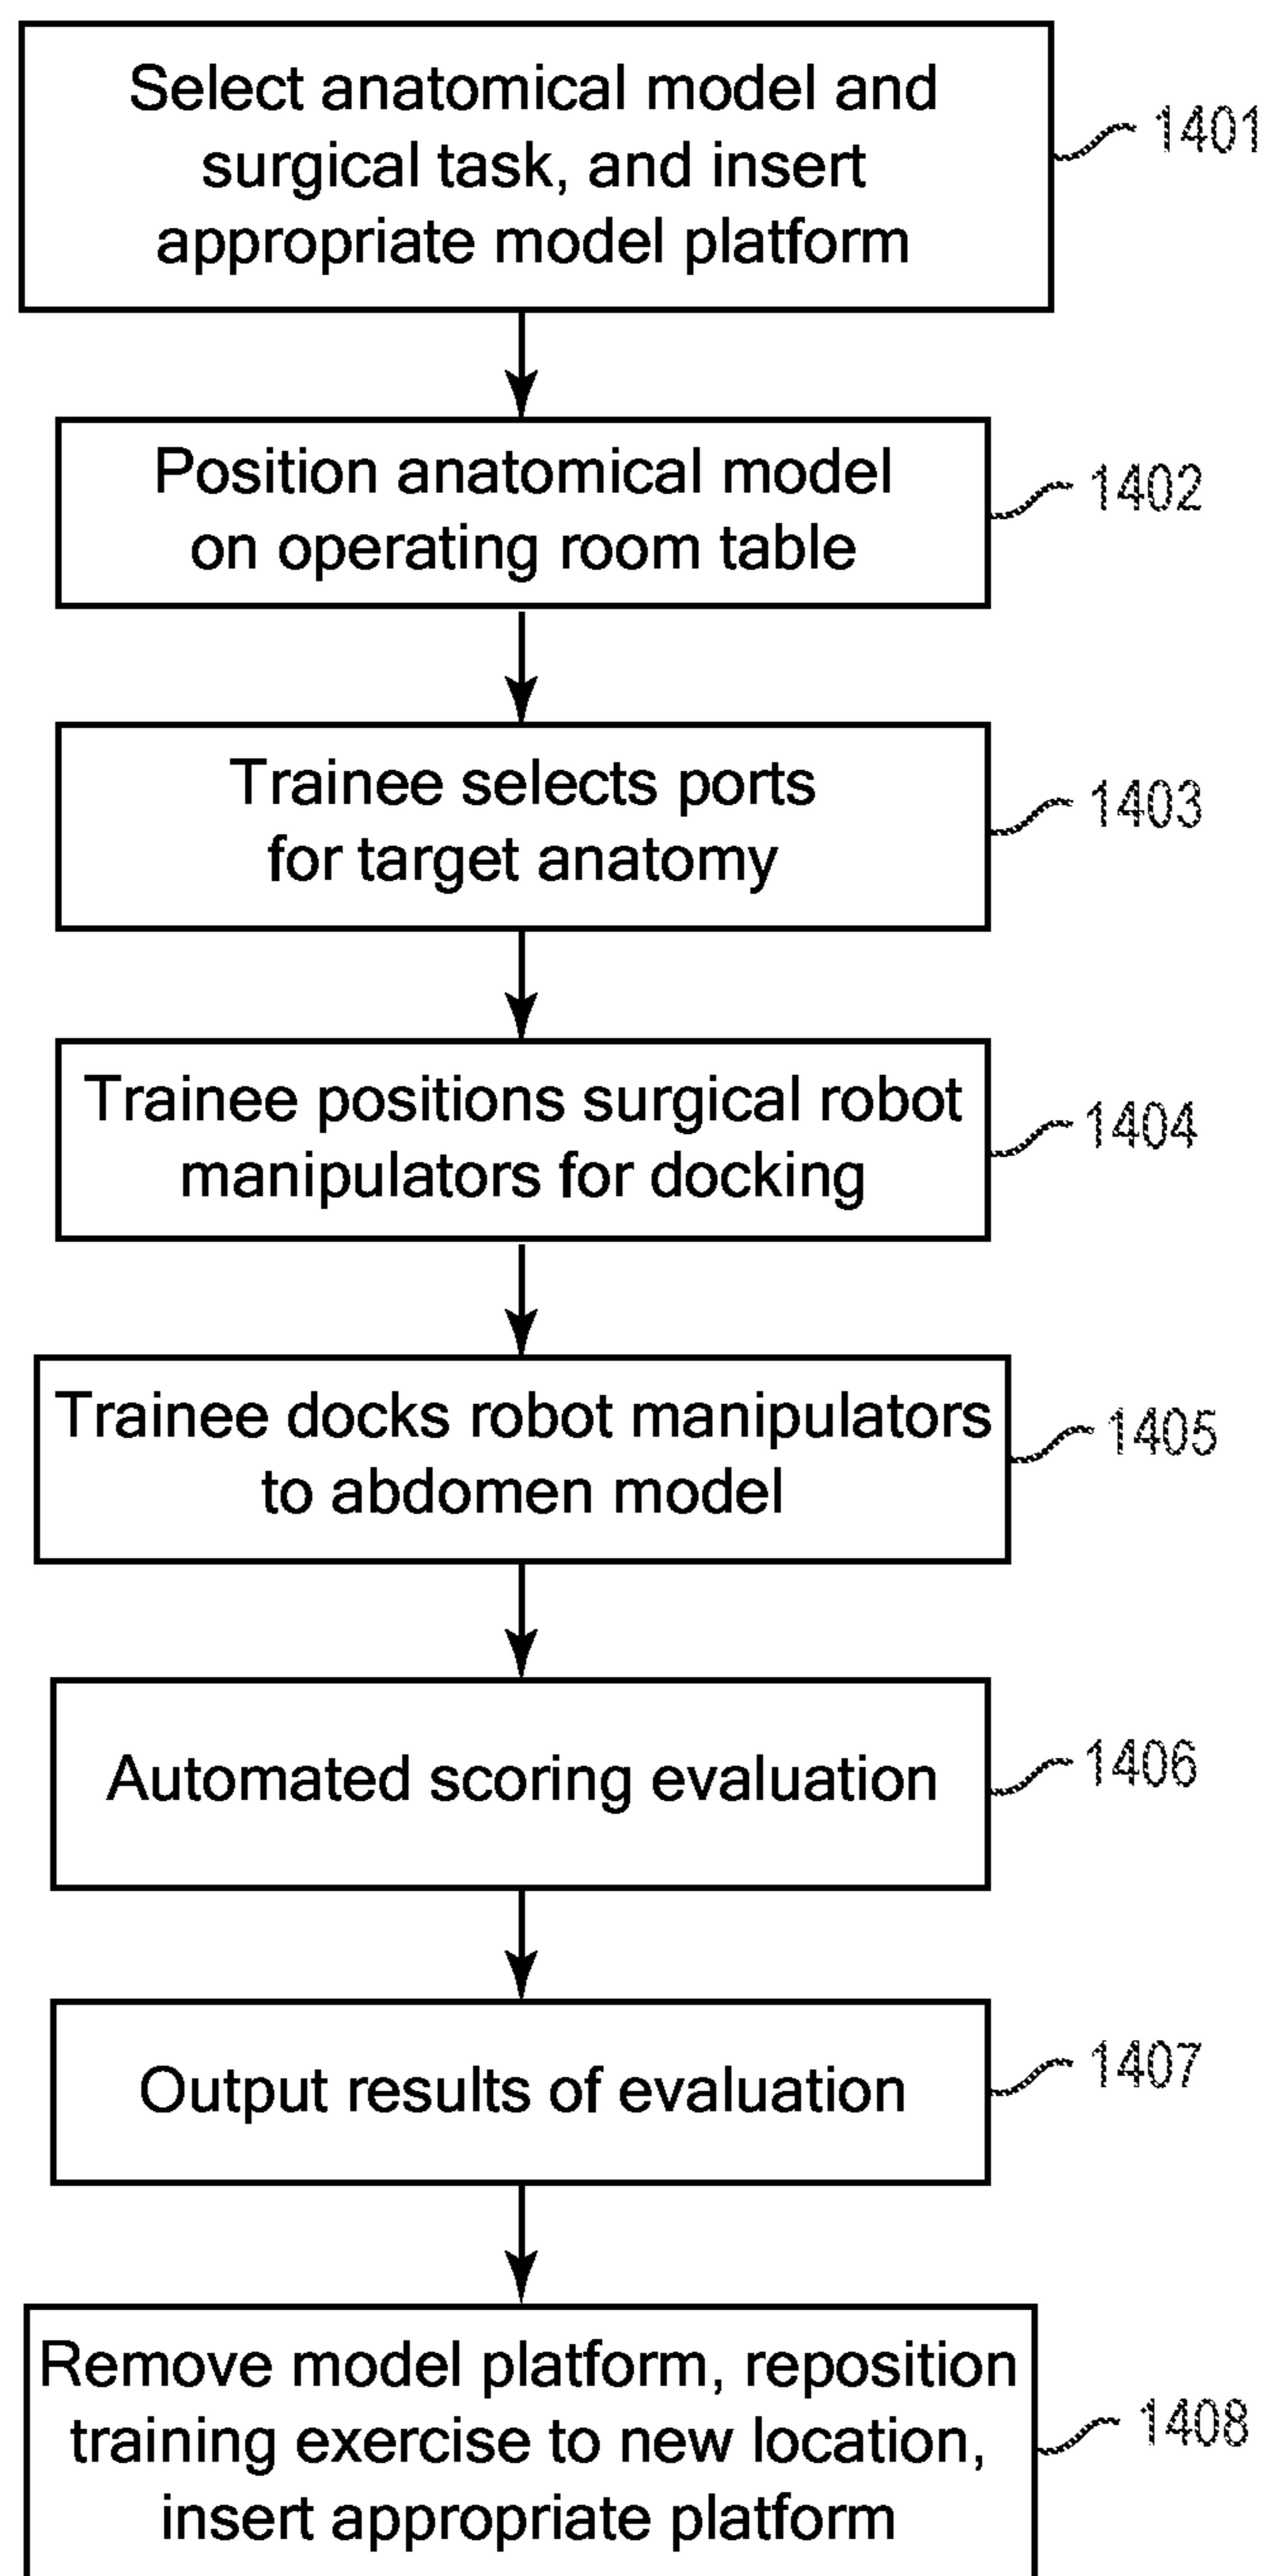 Select anatomical model and
surgical task, and insert
appropriate model platform
1401
Position anatomical model
on operating room table
1402
Trainee selects ports
for target anatomy
1403
Trainee positions surgical robot
manipulators for docking
1404
Trainee docks robot manipulators
to abdomen model
1405
Automated scoring evaluation
1406
Output results of evaluation
1407
Remove model platform, reposition
training exercise to new location,
insert appropriate platform
1408